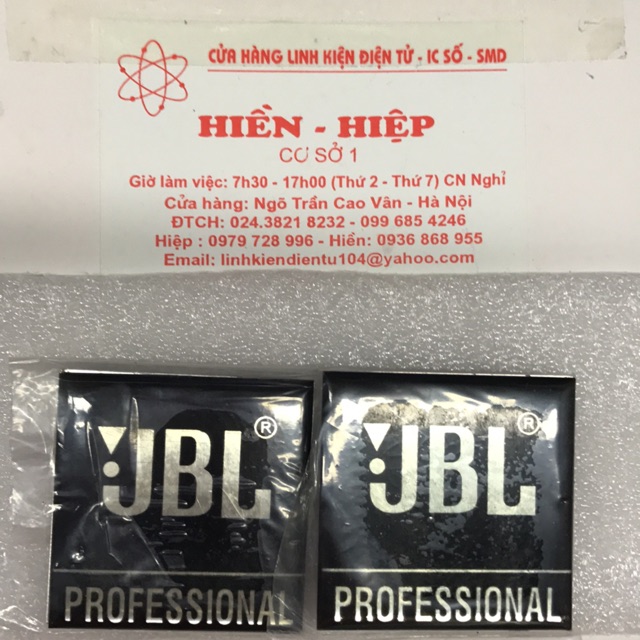 CỬA HÀNG LINH KIỆN ĐIỆN TỬ - IC SỐ - SMD
HIỀN - HIỆP
CƠ SỞ 1
Giờ làm việc: 7h30 - 17h00 (Thứ 2 - Thứ 7) CN Nghỉ
Cửa hàng: Ngõ Trần Cao Vân - Hà Nội
ĐTCH: 024.3821 8232 - 099 685 4246
Hiệp : 0979 728 996 - Hiền: 0936 868 955
Email: linhkiendientu104@yahoo.com
JBL®
PROFESSIONAL
JBL®
PROFESSIONAL